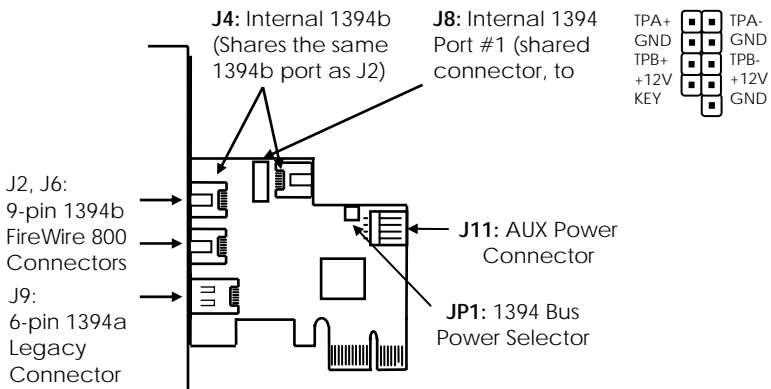 J4: Internal 1394b
(Shares the same
1394b port as J2)
J8: Internal 1394
Port #1 (shared
connector, to
TPA+ TPA-
GND GND
TPB+ TPB-
+12V +12V
KEY GND
J2, J6:
9-pin 1394b
FireWire 800
Connectors
J9:
6-pin 1394a
Legacy
Connector
J11: AUX Power
Connector
JP1: 1394 Bus
Power Selector